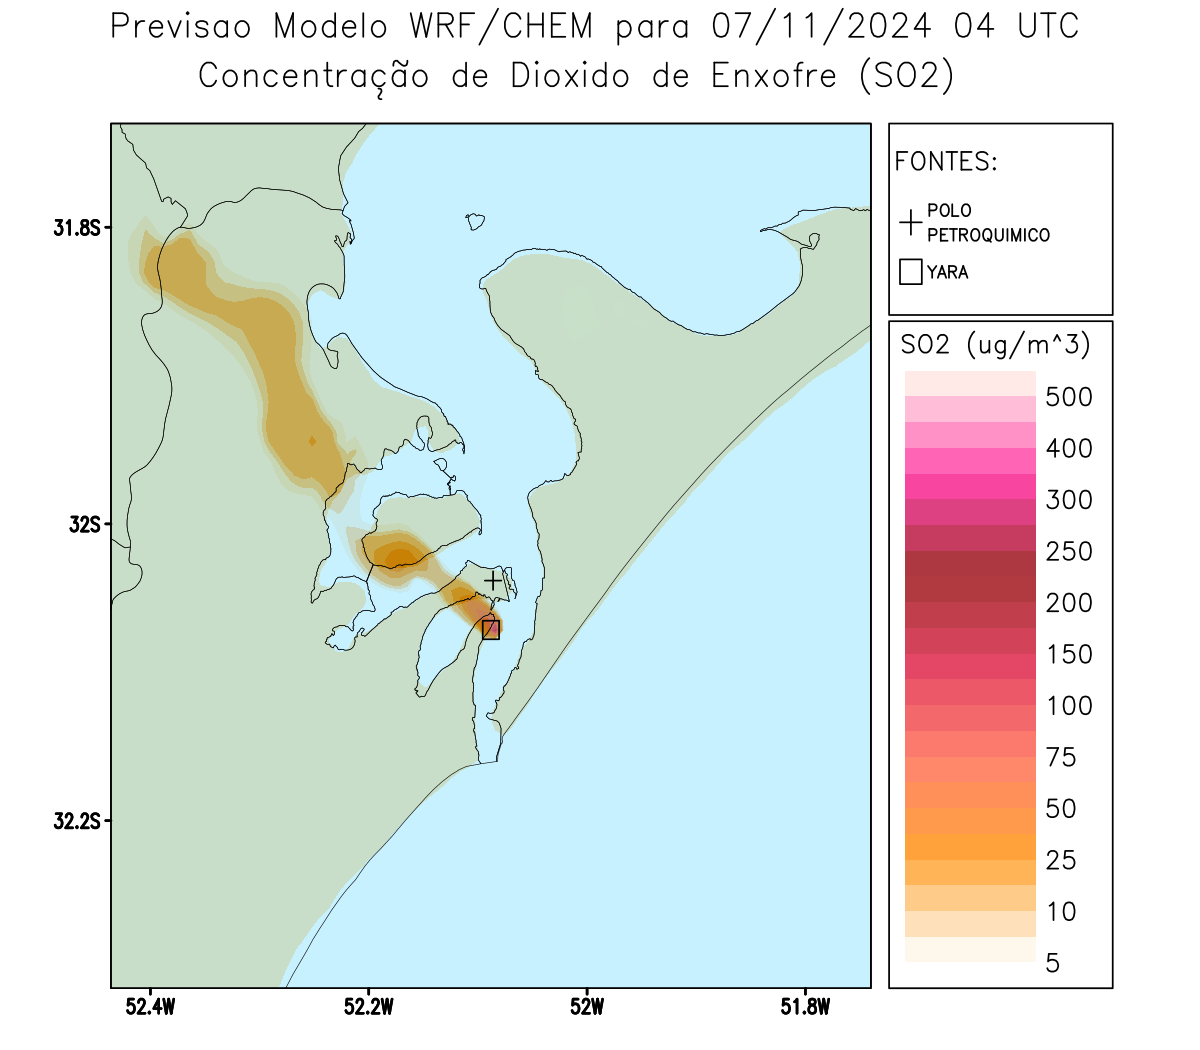 Previsao Modelo WRF/CHEM para 07/11/2024 04 UTC
Concentração de Dioxido de Enxofre (SO2)
FONTES:
POLO
PETROQUIMICO
YARA
SO2 (ug/m^3)
500
400
300
250
200
150
100
75
50
25
10
5
31.8S
32S
32.2S
52.4W
52.2W
52W
51.8W